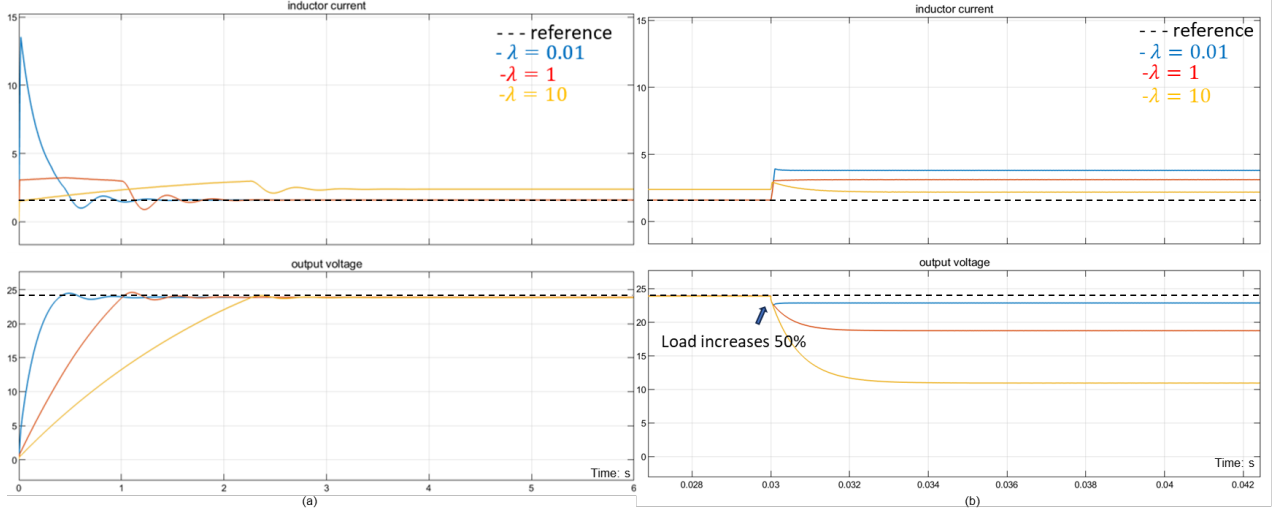 inductor current
15
10
5
0
- - - reference
- λ = 0.01
-λ = 1
-λ = 10
output voltage
25
20
15
10
5
0
Time: s
0 1 2 3 4 5 6
(a)
inductor current
15
10
5
0
- - - reference
- λ = 0.01
-λ = 1
-λ = 10
output voltage
25
20
15
10
5
0
Load increases 50%
Time: s
0.028 0.03 0.032 0.034 0.036 0.038 0.04 0.042
(b)